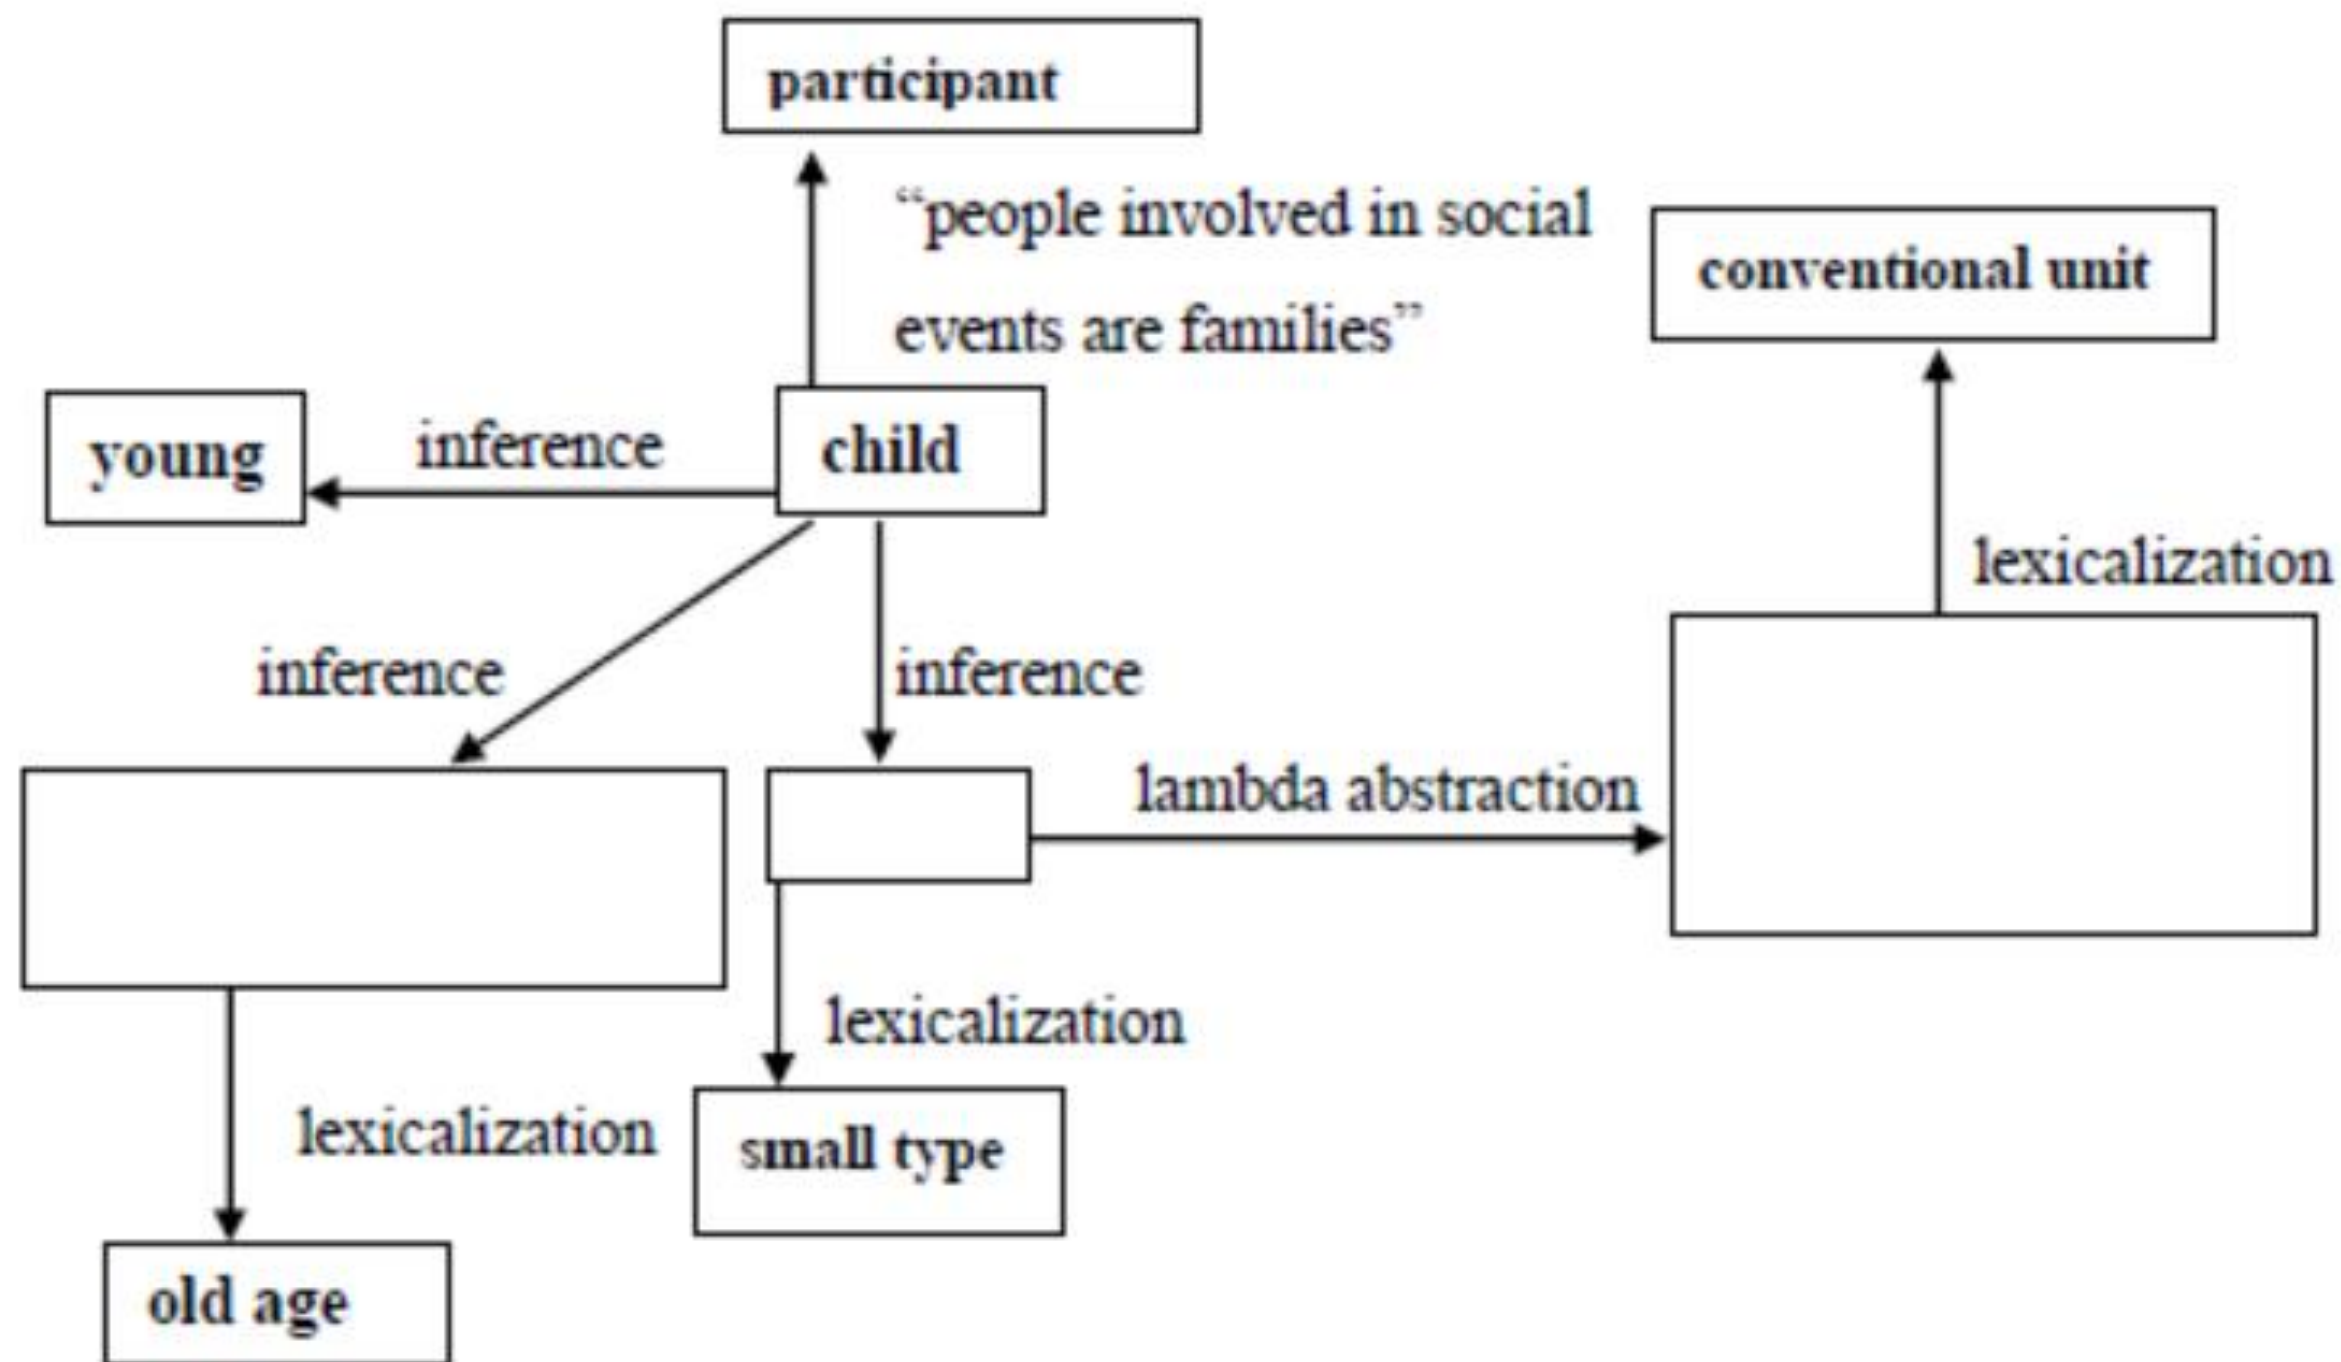 participant
“people involved in social
events are families”
conventional unit
young
inference
child
lexicalization
inference
inference
lambda abstraction
lexicalization
lexicalization
small type
old age